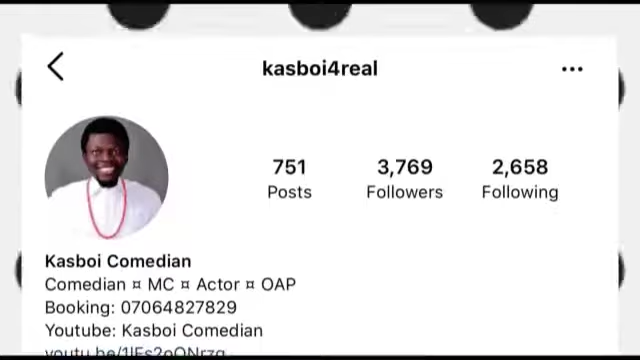 kasboi4real
751 3,769 2,658
Posts Followers Following
Kasboi Comedian
Comedian ¤ MC ¤ Actor ¤ OAP
Booking: 07064827829
Youtube: Kasboi Comedian